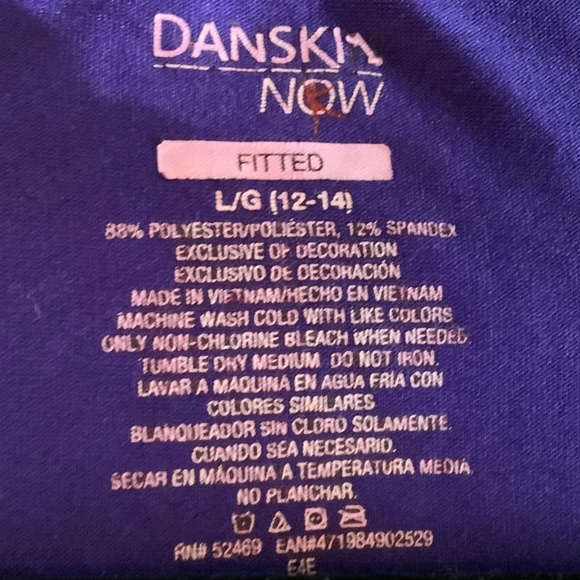 DANSKIN
NOW
FITTED
L/G (12-14)
88% POLYESTER/POLIÉSTER, 12% SPANDEX
EXCLUSIVE OF DECORATION
EXCLUSIVO DE DECORACIÓN
MADE IN VIETNAM/HECHO EN VIETNAM
MACHINE WASH COLD WITH LIKE COLORS
ONLY NON-CHLORINE BLEACH WHEN NEEDED.
TUMBLE DRY MEDIUM. DO NOT IRON.
LAVAR A MÁQUINA EN AGUA FRIA CON
COLORES SIMILARES
BLANQUEADOR SIN CLORO SOLAMENTE.
CUANDO SEA NECESARIO.
SECAR EN MÁQUINA A TEMPERATURA MEDIA.
NO PLANCHAR.
RN# 52469 EAN#471984902529
E4E